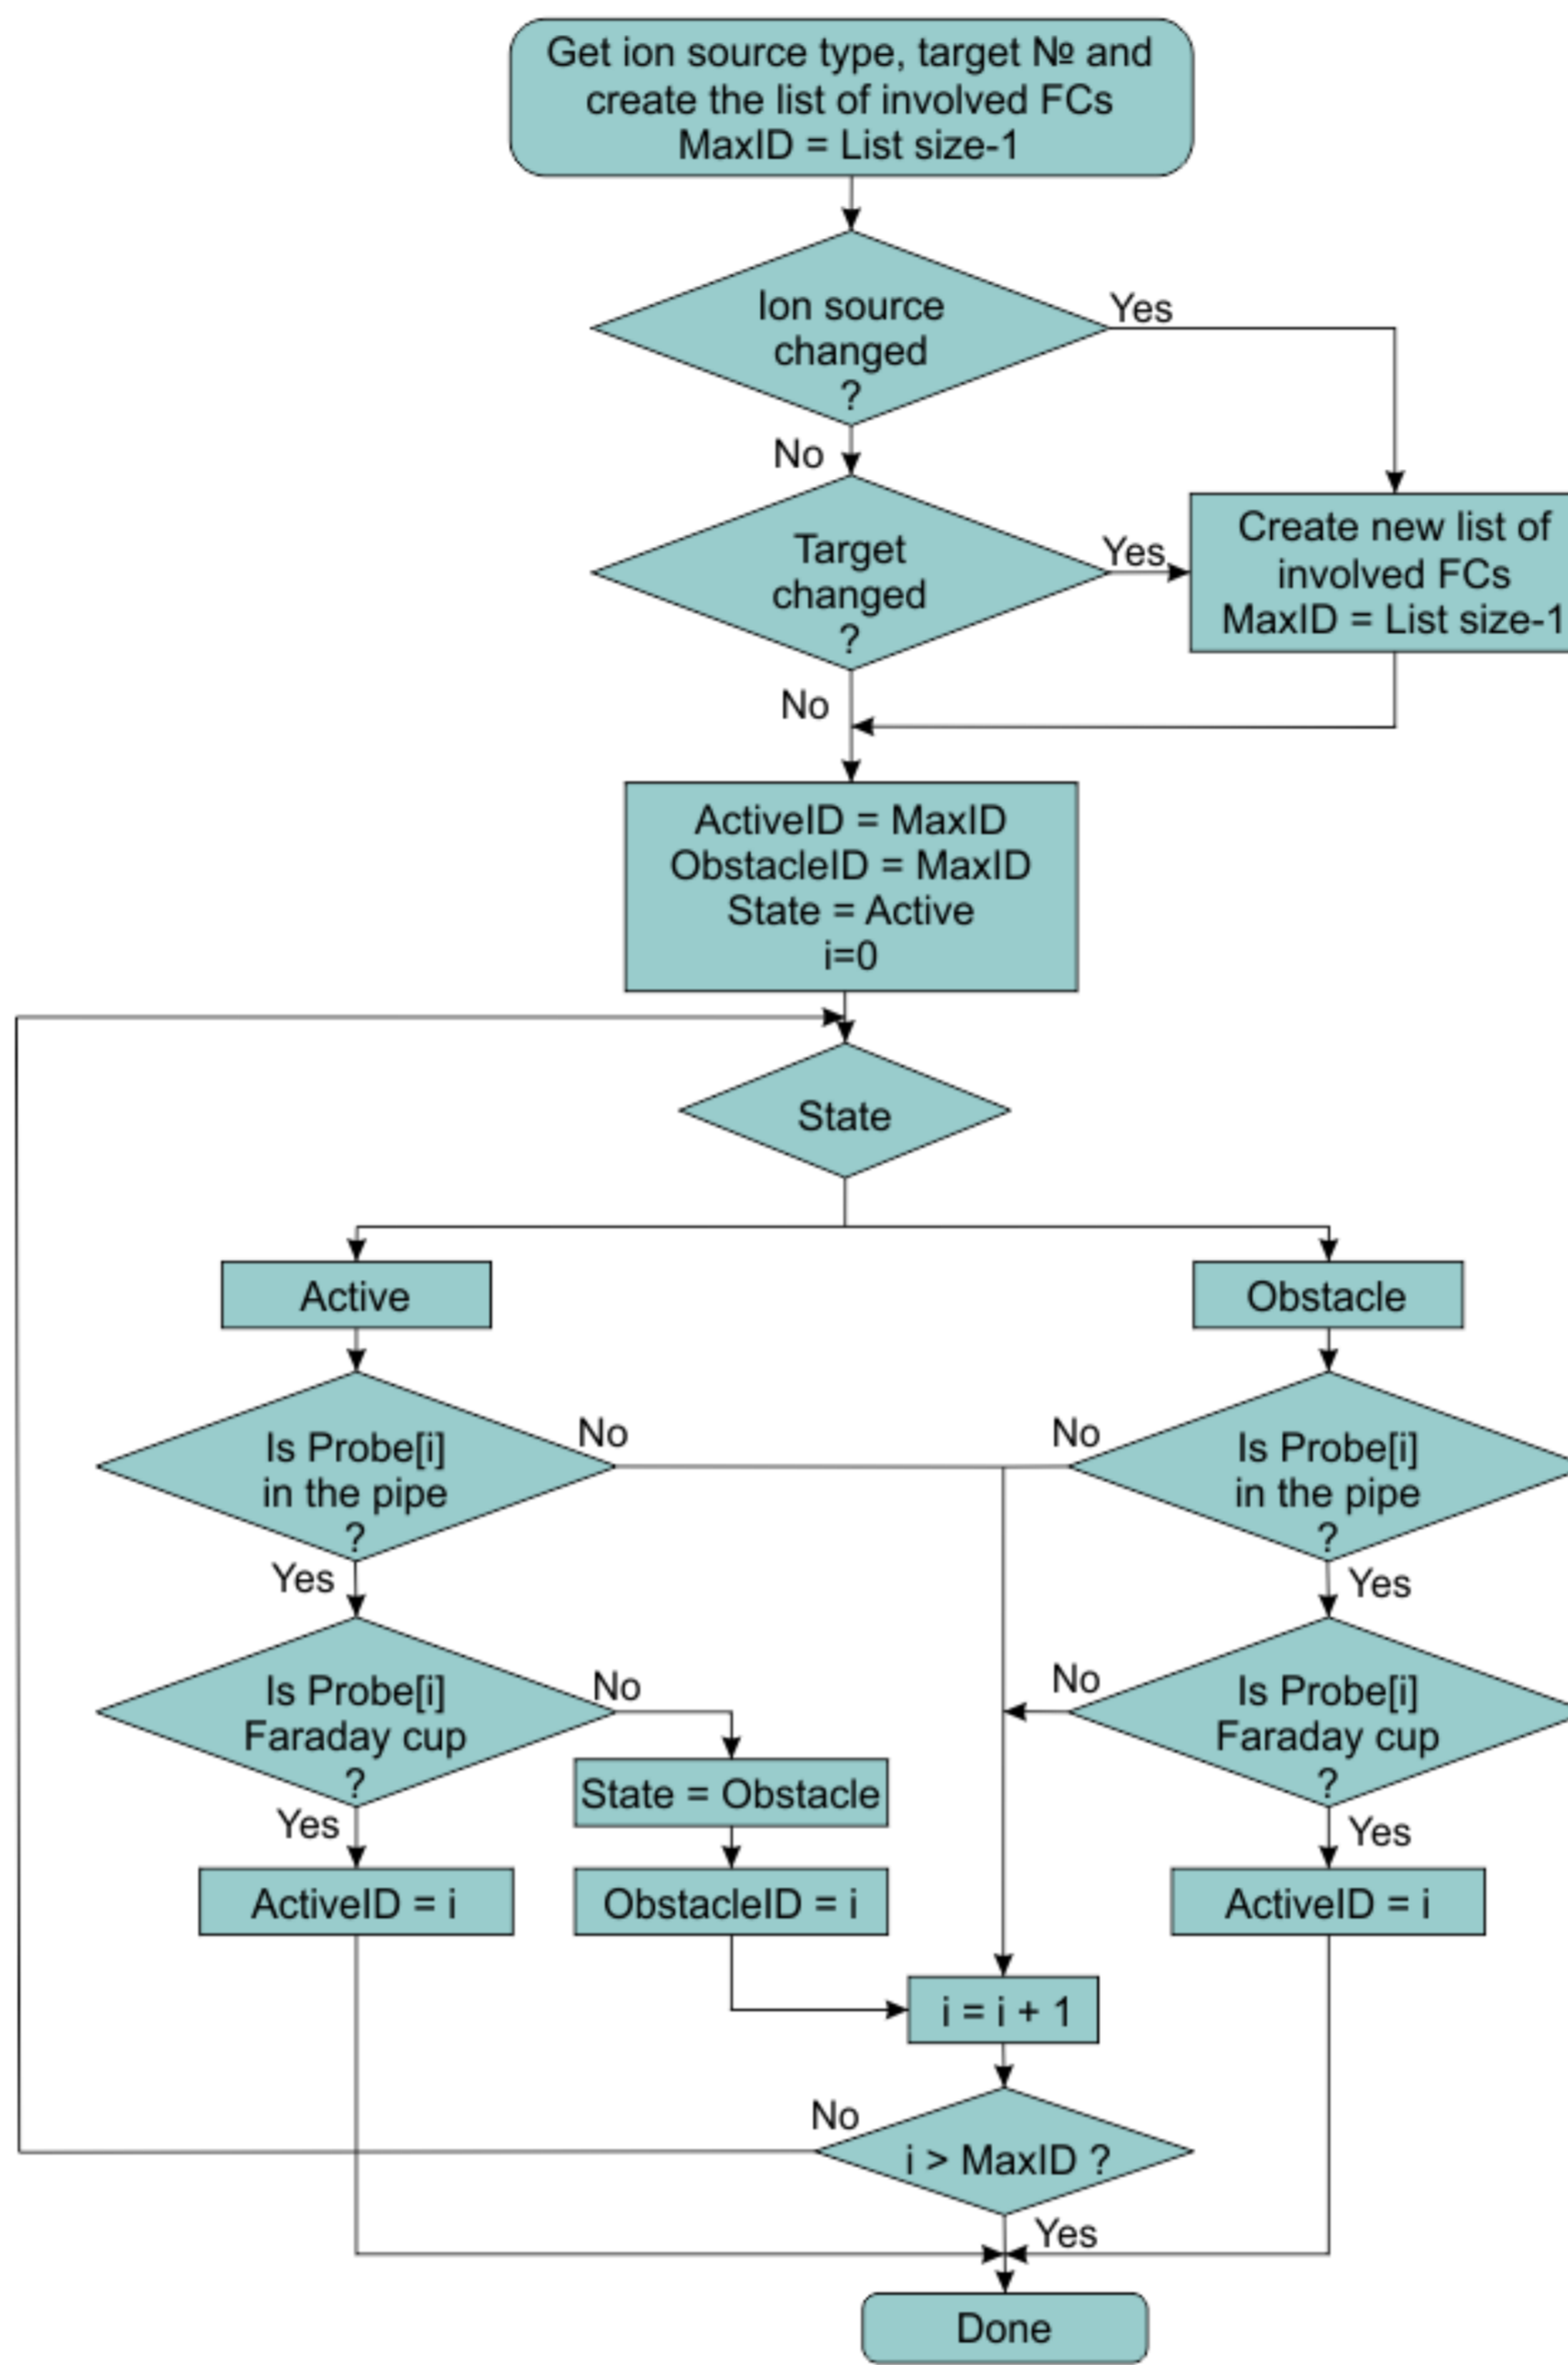 Get ion source type, target № and
create the list of involved FCs
MaxID = List size-1
Ion source
changed
?
Yes
No
Target
changed
?
Yes
Create new list of
involved FCs
MaxID = List size-1
No
ActiveID = MaxID
ObstacleID = MaxID
State = Active
i=0
State
Active
Obstacle
Is Probe[i]
in the pipe
?
No
No
Is Probe[i]
in the pipe
?
Yes
Yes
Is Probe[i]
Faraday cup
?
No
No
Is Probe[i]
Faraday cup
?
State = Obstacle
Yes
Yes
ActiveID = i
ObstacleID = i
ActiveID = i
i = i + 1
No
i > MaxID ?
Yes
Done